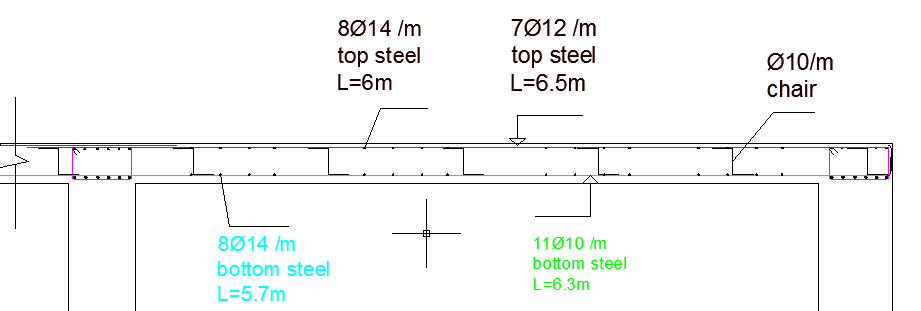 8Ø14 /m
top steel
L=6m
7Ø12 /m
top steel
L=6.5m
Ø10/m
chair
8Ø14 /m
bottom steel
L=5.7m
11Ø10 /m
bottom steel
L=6.3m